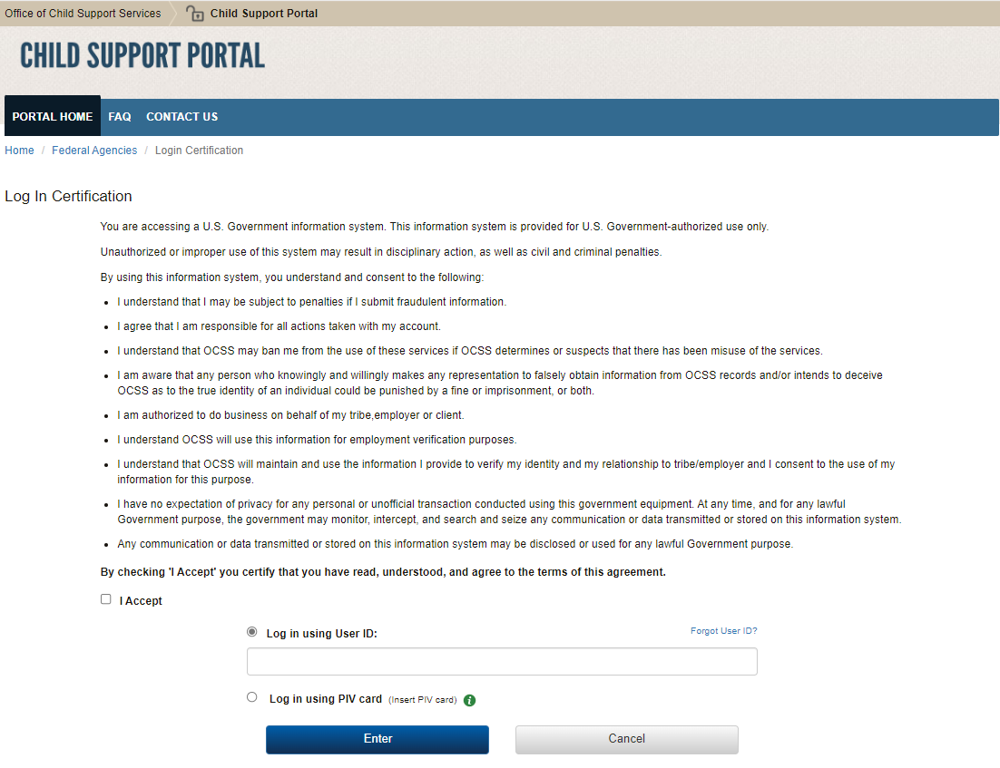 Office of Child Support Services Child Support Portal
CHILD SUPPORT PORTAL
PORTAL HOME FAQ CONTACT US
Home / Federal Agencies / Login Certification
Log In Certification
You are accessing a U.S. Government information system. This information system is provided for U.S. Government-authorized use only.
Unauthorized or improper use of this system may result in disciplinary action, as well as civil and criminal penalties.
By using this information system, you understand and consent to the following:
• I understand that I may be subject to penalties if I submit fraudulent information.
• I agree that I am responsible for all actions taken with my account.
• I understand that OCSS may ban me from the use of these services if OCSS determines or suspects that there has been misuse of the services.
• I am aware that any person who knowingly and willingly makes any representation to falsely obtain information from OCSS records and/or intends to deceive
OCSS as to the true identity of an individual could be punished by a fine or imprisonment, or both.
• I am authorized to do business on behalf of my tribe,employer or client.
• I understand OCSS will use this information for employment verification purposes.
• I understand that OCSS will maintain and use the information I provide to verify my identity and my relationship to tribe/employer and I consent to the use of my
information for this purpose.
• I have no expectation of privacy for any personal or unofficial transaction conducted using this government equipment. At any time, and for any lawful
Government purpose, the government may monitor, intercept, and search and seize any communication or data transmitted or stored on this information system.
• Any communication or data transmitted or stored on this information system may be disclosed or used for any lawful Government purpose.
By checking 'I Accept' you certify that you have read, understood, and agree to the terms of this agreement.
I Accept
Log in using User ID: Forgot User ID?
Log in using PIV card (Insert PIV card) i
Enter Cancel